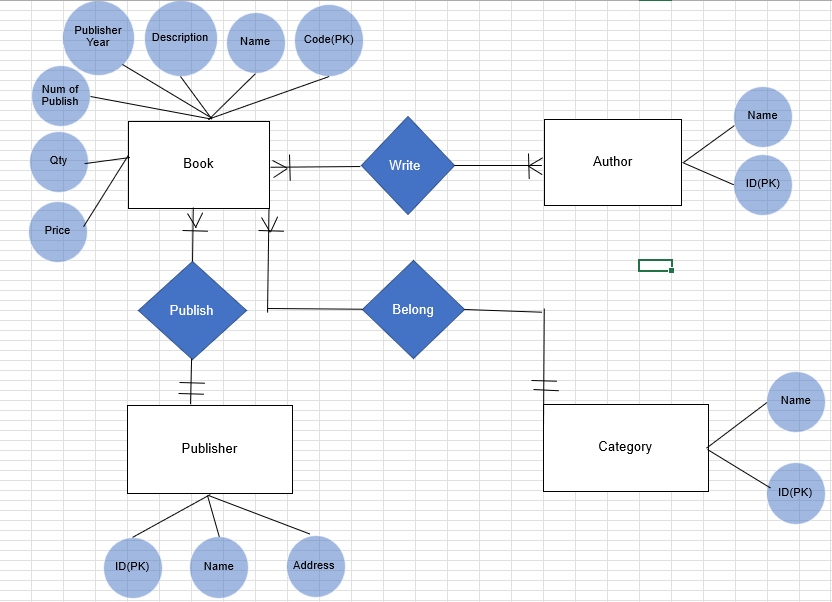 Publisher
Year
Description
Name
Code(PK)
Num of
Publish
Qty
Price
Book
Write
Author
Name
ID(PK)
Publish
Belong
Publisher
Category
Name
ID(PK)
ID(PK)
Name
Address